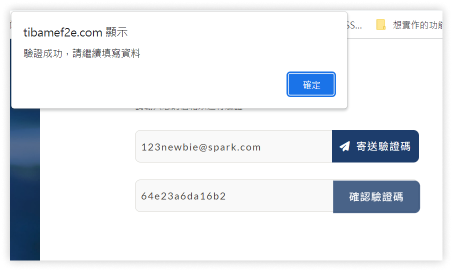 tibamef2e.com 顯示
驗證成功，請繼續填寫資料
確定
SS...
想實作的功
123newbie@spark.com
寄送驗證碼
64e23a6da16b2
確認驗證碼